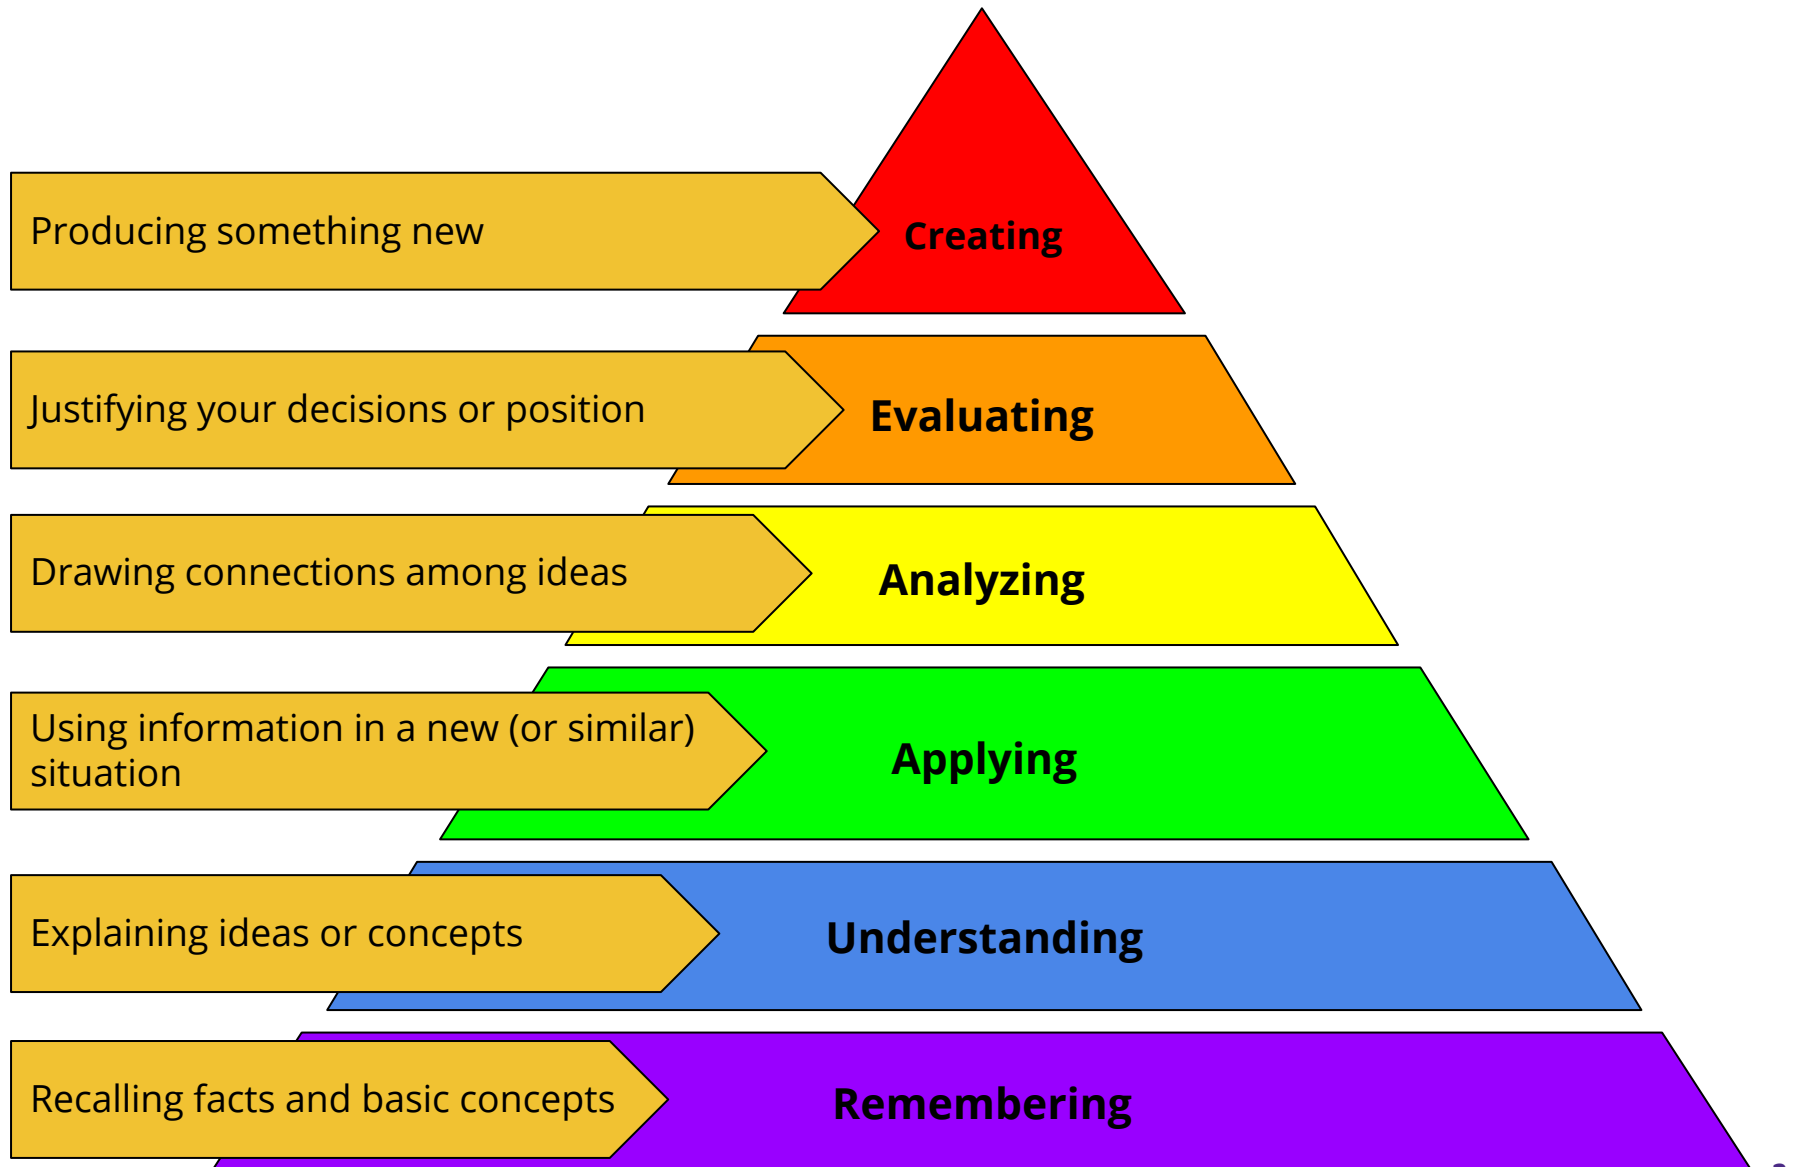 Producing something new
Creating
Justifying your decisions or position
Evaluating
Drawing connections among ideas
Analyzing
Using information in a new (or similar)
situation
Applying
Explaining ideas or concepts
Understanding
Recalling facts and basic concepts
Remembering